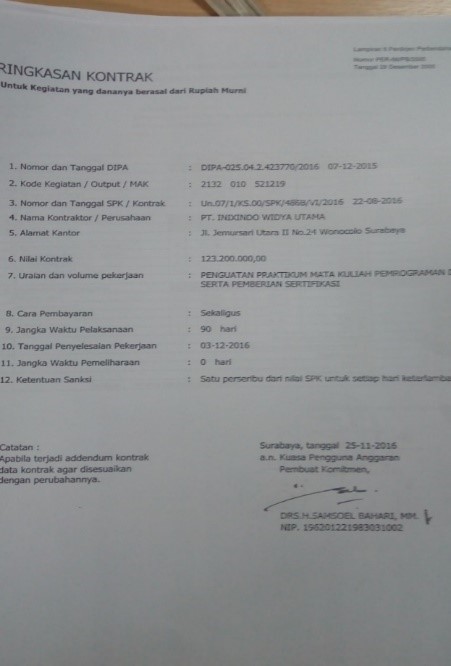 Lampiran 5 Peraturan
Nomor PER-66/PB/2005
Tanggal 28 Desember 2005
RINGKASAN KONTRAK
Untuk Kegiatan yang dananya berasal dari Rupiah Murni
1. Nomor dan Tanggal DIPA : DIPA-025.04.2.423770/2016 07-12-2015
2. Kode Kegiatan / Output / MAK : 2132 010 521219
3. Nomor dan Tanggal SPK / Kontrak : Un.07/1/KS.00/SPK/4868/VI/2016 22-08-2016
4. Nama Kontraktor / Perusahaan : PT. INDINDO WIDYA UTAMA
5. Alamat Kantor : Jl. Jemursari Utara II No.24 Wonocolo Surabaya
6. Nilai Kontrak : 123.200.000,00
7. Uraian dan volume pekerjaan : PENGUATAN PRAKTIKUM MATA KULIAH PEMROGRAMAN
SERTA PEMBERIAN SERTIFIKASI
8. Cara Pembayaran : Sekaligus
9. Jangka Waktu Pelaksanaan : 90 hari
10. Tanggal Penyelesaian Pekerjaan : 03-12-2016
11. Jangka Waktu Pemeliharaan : 0 hari
12. Ketentuan Sanksi : Satu perseribu dari nilai SPK untuk setiap hari keterlamba
Catatan :
Apabila terjadi addendum kontrak
data kontrak agar disesuaikan
dengan perubahannya.
Surabaya, tanggal 25-11-2016
a.n. Kuasa Pengguna Anggaran
Pembuat Komitmen,
DRS.H.SAMSOEL BAHARI, MM.
NIP. 196201221983031002